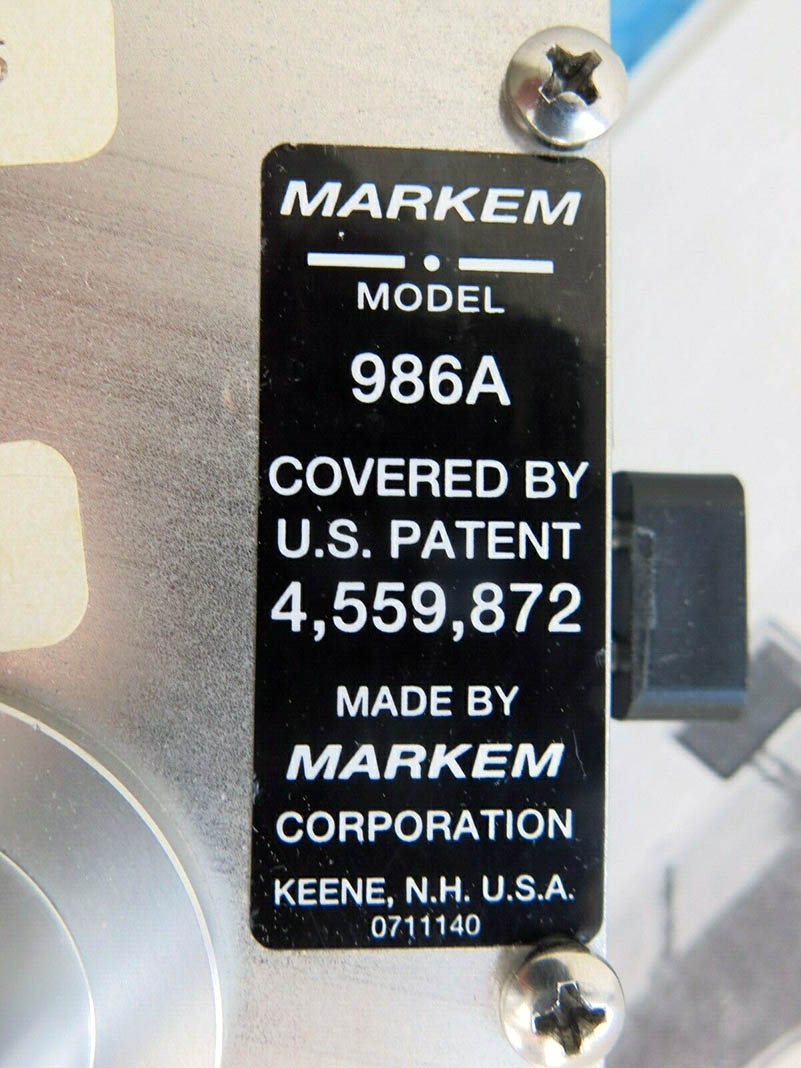 MARKEM
MODEL
986A
COVERED BY
U.S. PATENT
4,559,872
MADE BY
MARKEM
CORPORATION
KEENE, N.H. U.S.A.
0711140